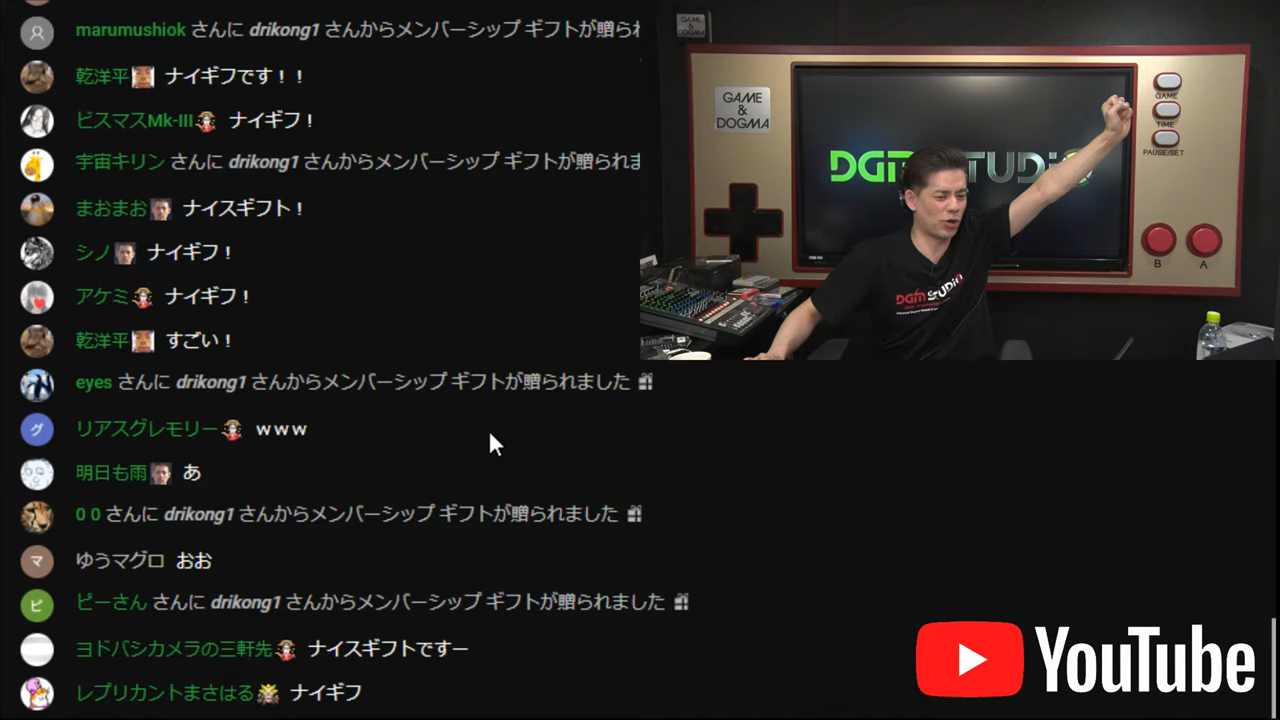 marumushiok さんに drikong1 さんからメンバーシップ ギフトが贈られ
乾洋平 ナイギフです！！
ビスマスMk-III ナイギフ！
宇宙キリン さんに drikong1 さんからメンバーシップ ギフトが贈られま
まおまお ナイスギフト！
シノ ナイギフ！
アケミ ナイギフ！
乾洋平 すごい！
eyes さんに drikong1 さんからメンバーシップ ギフトが贈られました
グ
リアスグレモリー ｗｗｗ
明日も雨 あ
0 0 さんに drikong1 さんからメンバーシップ ギフトが贈られました
マ
ゆうマグロ おお
ピ
ピーさん さんに drikong1 さんからメンバーシップ ギフトが贈られました
ヨドバシカメラの三軒先 ナイスギフトですー
レプリカントまさはる ナイギフ
GAME
&
DOGMA
GAME
&
DOGMA
GAME
TIME
PAUSE/SET
B
A
DGM STUDiO
YouTube